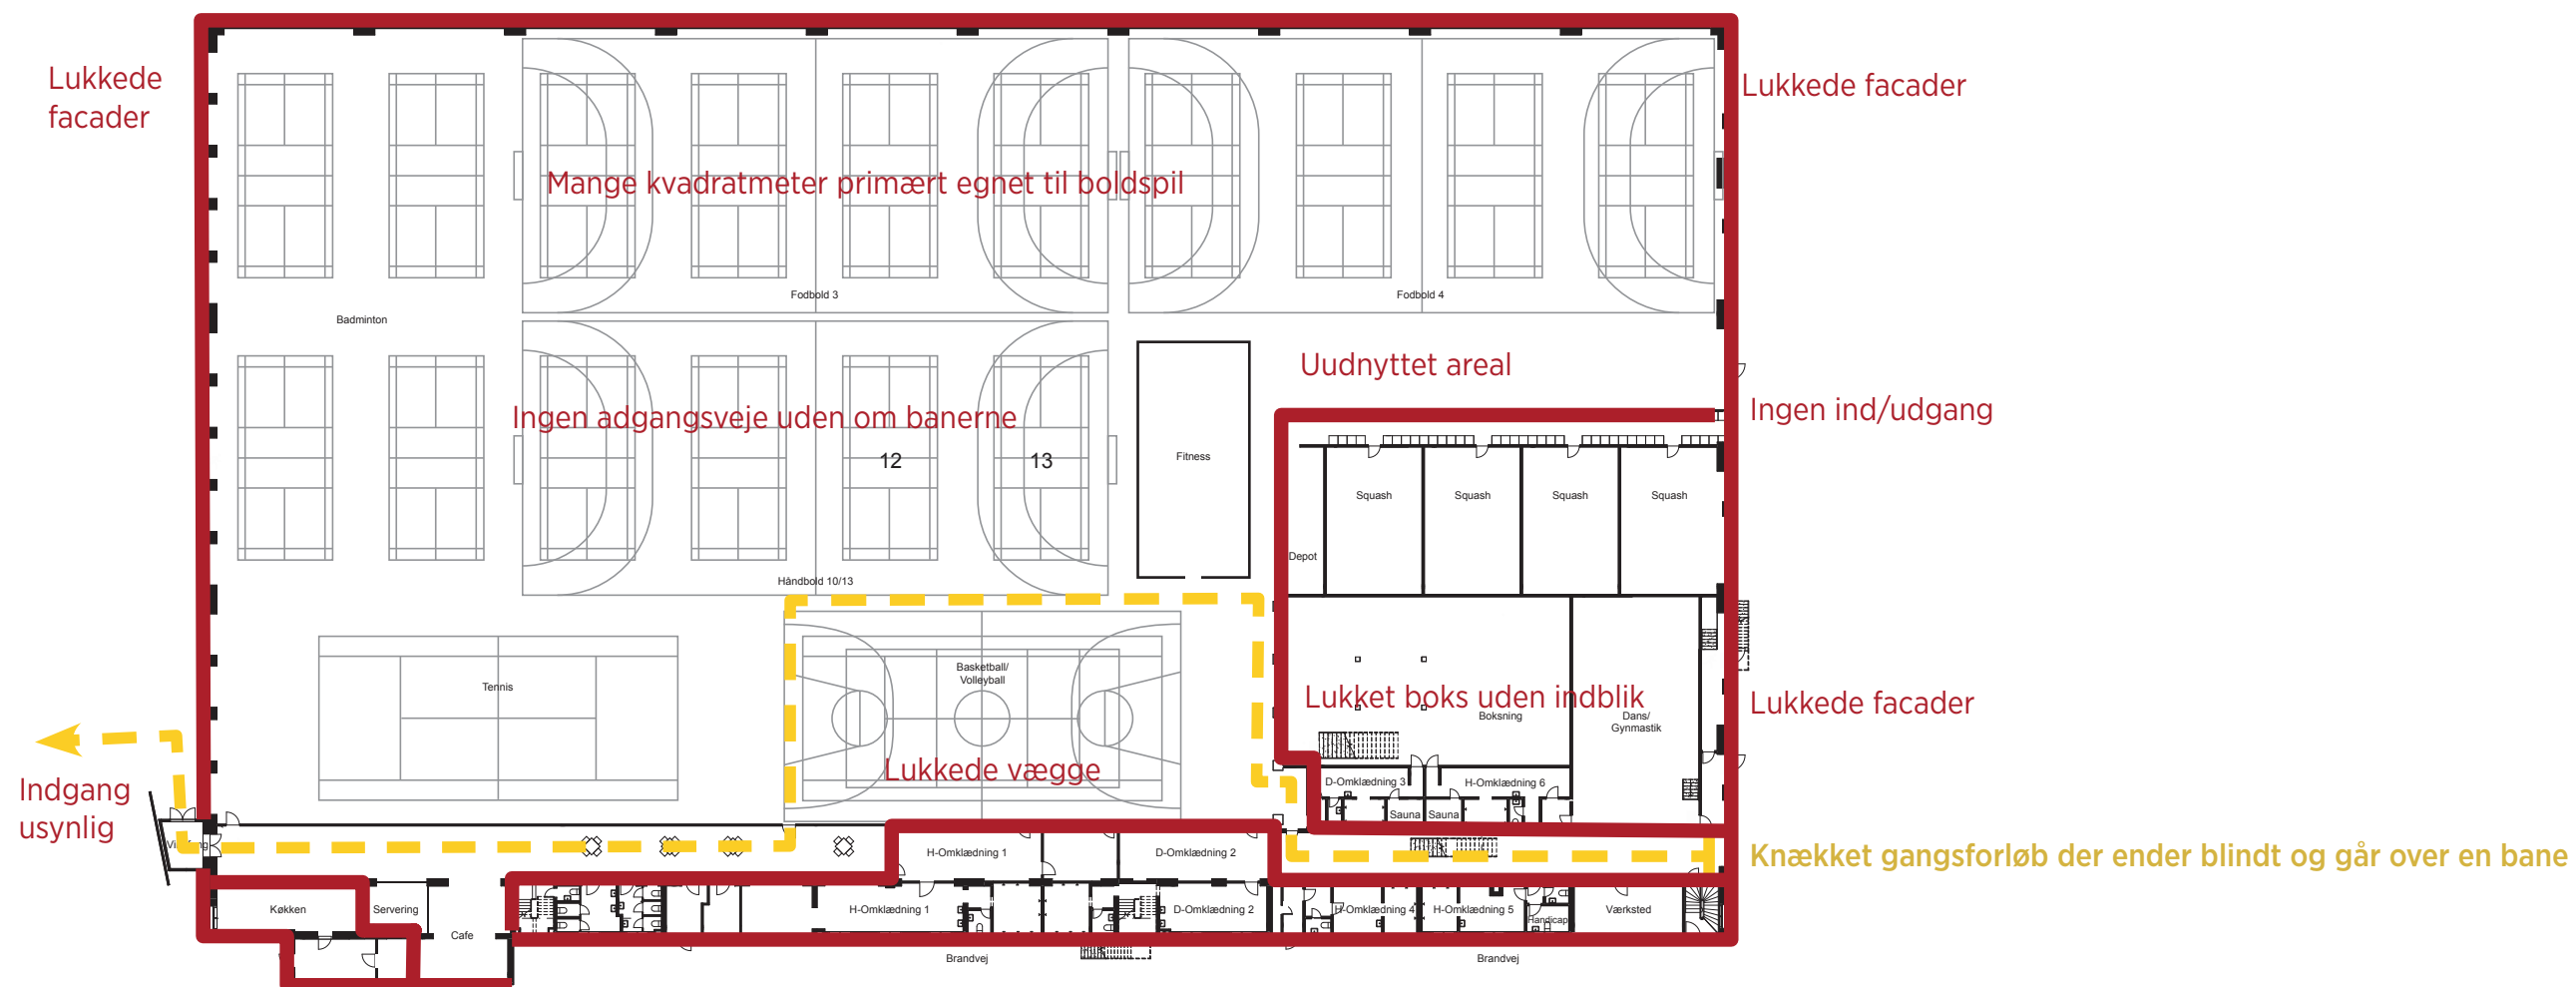 Lukkede
facader
Lukkede facader
Mange kvadratmeter primært egnet til boldspil
Fodbold 3
Fodbold 4
Badminton
Uudnyttet areal
Ingen adgangsveje uden om banerne
Ingen ind/udgang
12
13
Fitness
Squash
Squash
Squash
Squash
Depot
Håndbold 10/13
Basketball/
Volleyball
Tennis
Lukket boks uden indblik
Boksning
Dans/
Gynmastik
Lukkede facader
Lukkede vægge
D-Omklædning 3
H-Omklædning 6
Sauna
Sauna
Indgang
usynlig
H-Omklædning 1
D-Omklædning 2
Knækket gangsforløb der ender blindt og går over en bane
Køkken
Servering
H-Omklædning 1
D-Omklædning 2
H-Omklædning 4
H-Omklædning 5
Handicap
Værksted
Cafe
Brandvej
Brandvej